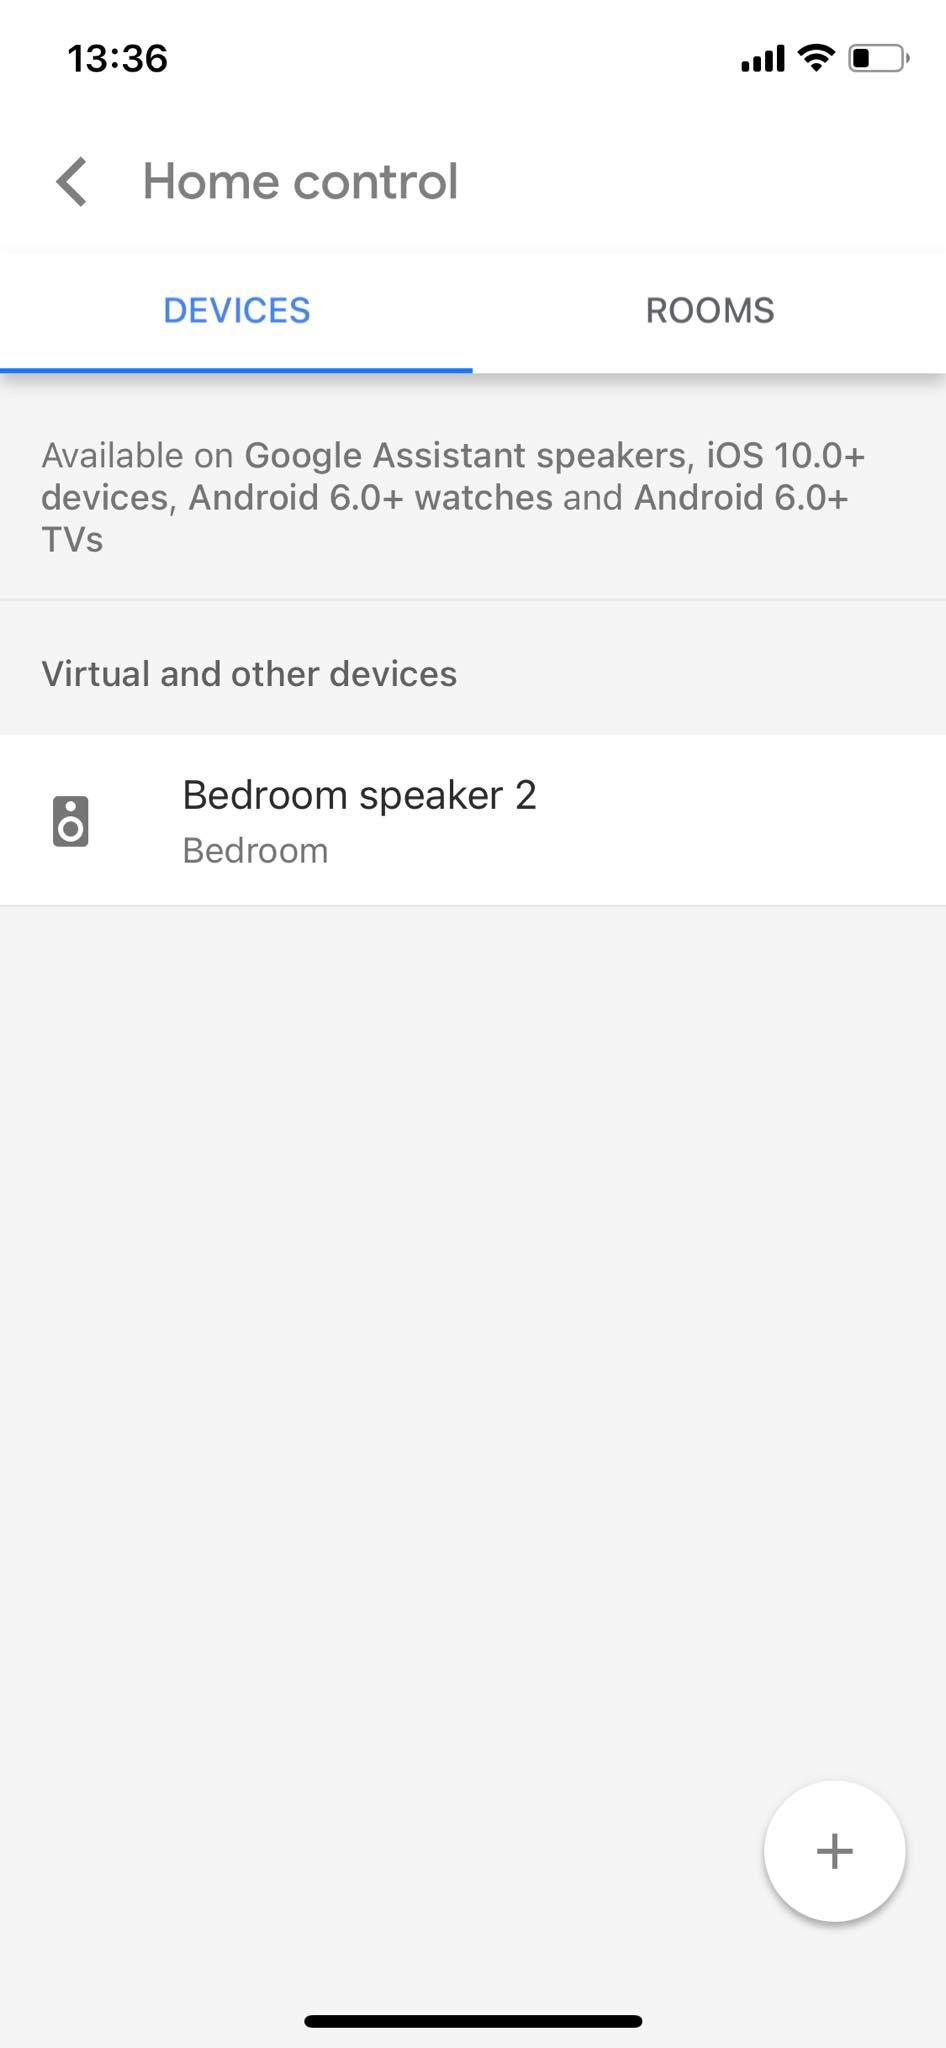 13:36
Home control
DEVICES
ROOMS
Available on Google Assistant speakers, iOS 10.0+
devices, Android 6.0+ watches and Android 6.0+
TVs
Virtual and other devices
Bedroom speaker 2
Bedroom